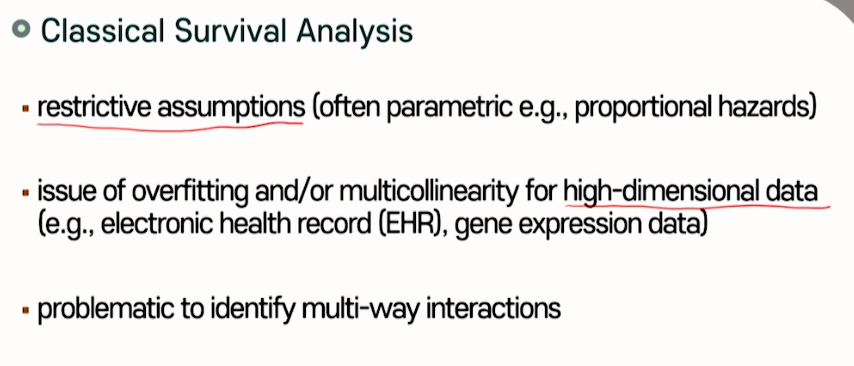 Classical Survival Analysis
restrictive assumptions (often parametric e.g., proportional hazards)
issue of overfitting and/or multicollinearity for high-dimensional data
(e.g., electronic health record (EHR), gene expression data)
problematic to identify multi-way interactions